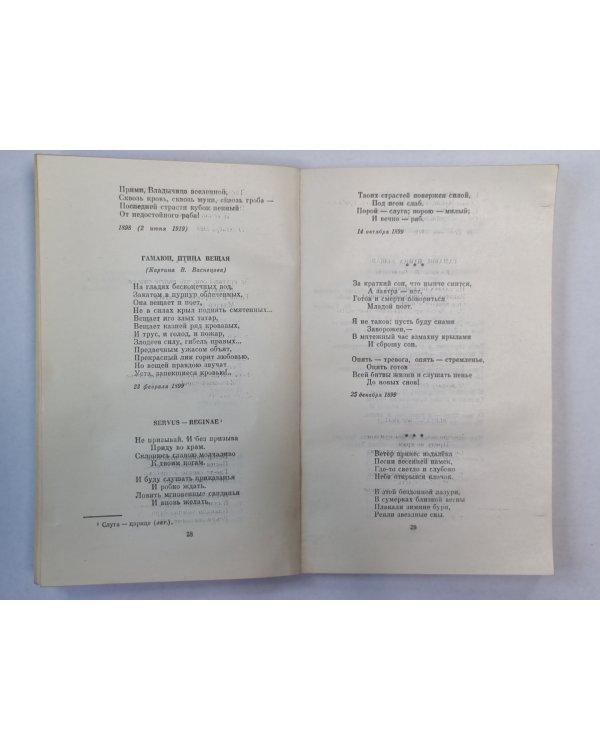 Прими, Владычица вселенной,
Сквозь кровь, сквозь муки, сквозь гроба —
Последней страсти кубок пенный
От недостойного раба!
1898 (2 июня 1919)
ГАМАЮН, ПТИЦА ВЕЩАЯ
(Картина В. Васнецова)
На гладях бесконечных вод,
Закатом в пурпур облеченных,
Она вещает и поет,
Не в силах крыл поднять смятенных...
Вещает иго злых татар,
Вещает казней ряд кровавых,
И трус, и голод, и пожар,
Злодеев силу, гибель правых...
Предвечным ужасом объят,
Прекрасный лик горит любовью,
Но вещей правдою звучат
Уста, запекшиеся кровью!..
23 февраля 1899
SERVUS — REGINAE ¹
Не призывай. И без призыва
Приду во храм.
Склонюсь главою молчаливо
К твоим ногам.
И буду слушать приказанья
И робко ждать.
Ловить мгновенные свиданья
И вновь желать.
¹ Слуга — царице (лат.).
28
Твоих страстей повержен силой,
Под игом слаб.
Порой — слуга; порою — милый;
И вечно — раб.
14 октября 1899
* * *
За краткий сон, что нынче снится,
А завтра — нет,
Готов и смерти покориться
Младой поэт.
Я не таков: пусть буду снами
Заворожен,—
В мятежный час взмахну крылами
И сброшу сон.
Опять — тревога, опять — стремленье,
Опять готов
Всей битвы жизни я слушать пенье
До новых снов!
25 декабря 1899
* * *
Ветер принес издалёка
Песни весенней намек,
Где-то светло и глубоко
Неба открылся клочок.
В этой бездонной лазури,
В сумерках близкой весны
Плакали зимние бури,
Реяли звездные сны.
29